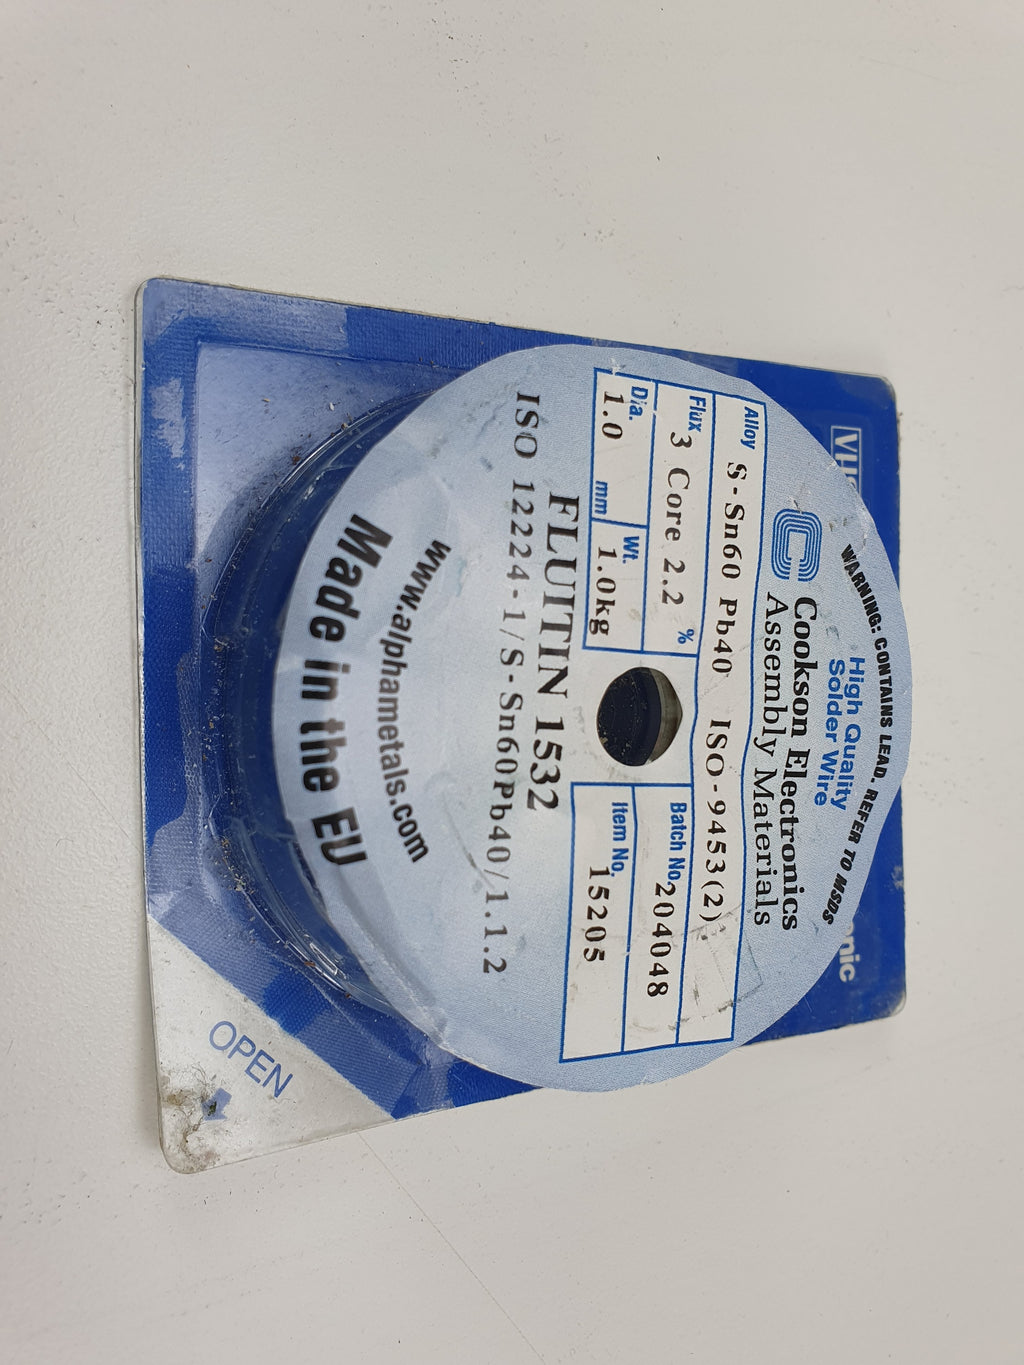 WARNING: CONTAINS LEAD. REFER TO MSDS
High Quality
Solder Wire
Cookson Electronics
Assembly Materials
Alloy S-Sn60 Pb40 ISO-9453(2)
Flux 3 Core 2.2 %
Batch No. 204048
Dia. 1.0 mm
Wt. 1.0kg
Item No. 15205
FLUITIN 1532
ISO 12224-1/S-Sn60Pb40/1.1.2
www.alphametals.com
Made in the EU
OPEN